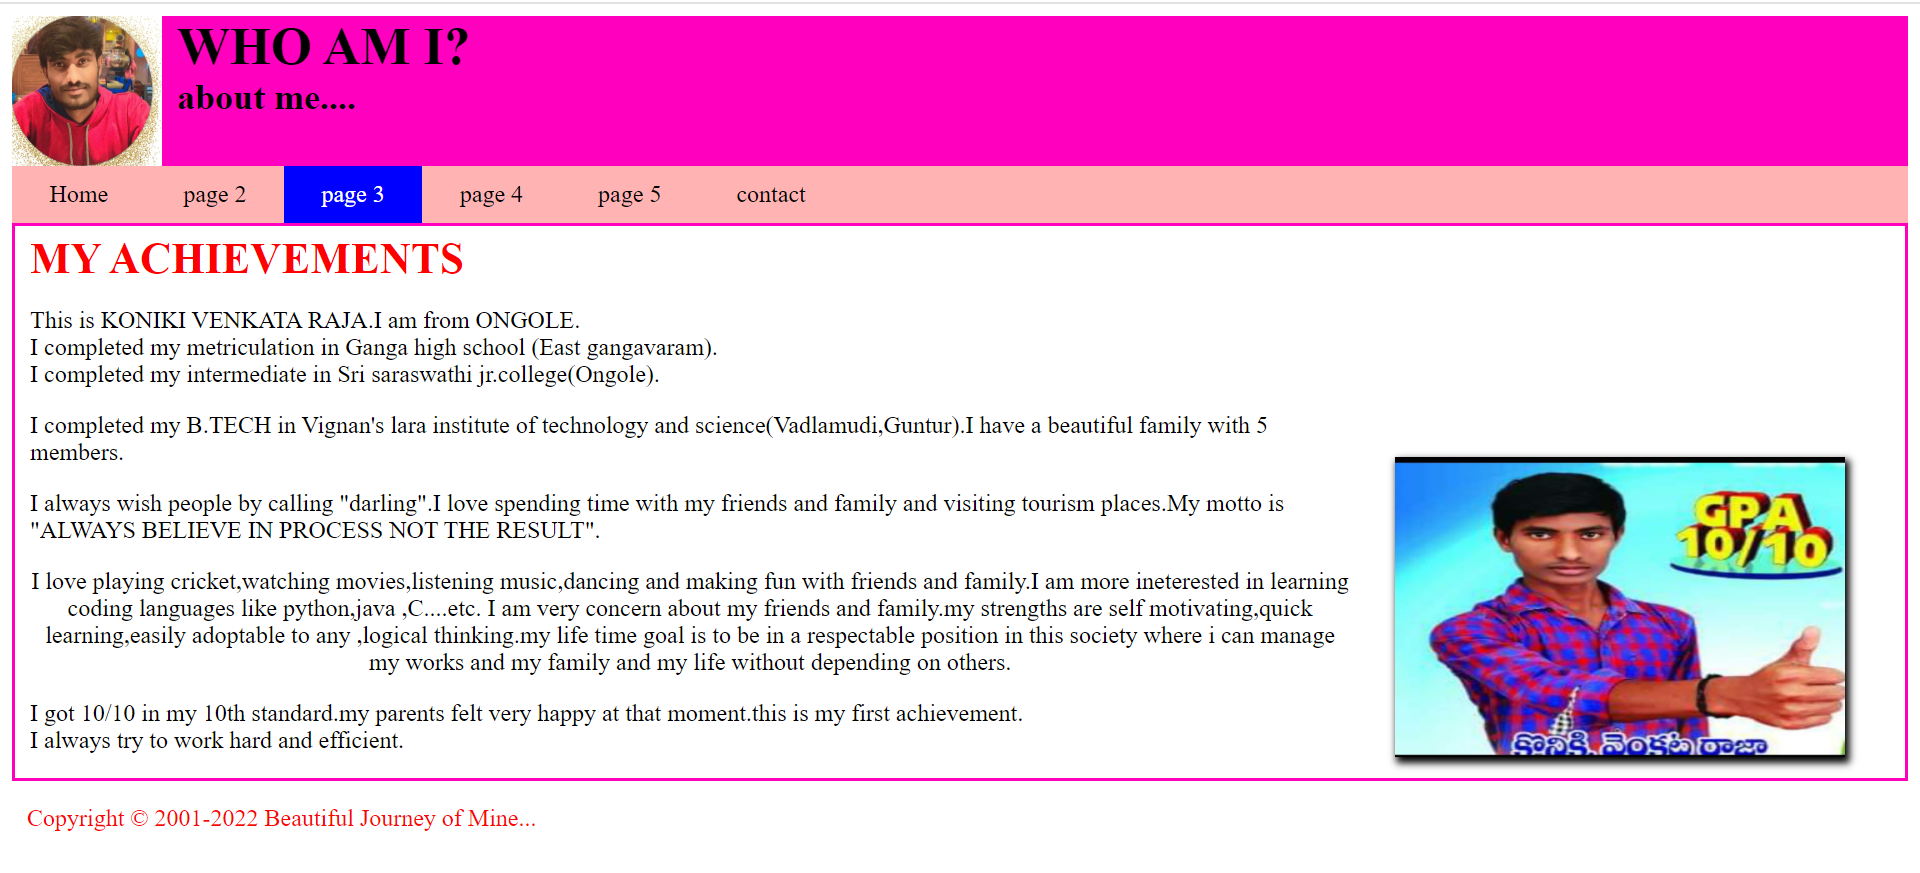 WHO AM I?
about me....
Home page 2 page 3 page 4 page 5 contact
MY ACHIEVEMENTS
This is KONIKI VENKATA RAJA.I am from ONGOLE.
I completed my metriculation in Ganga high school (East gangavaram).
I completed my intermediate in Sri saraswathi jr.college(Ongole).
I completed my B.TECH in Vignan's lara institute of technology and science(Vadlamudi,Guntur).I have a beautiful family with 5
members.
I always wish people by calling "darling".I love spending time with my friends and family and visiting tourism places.My motto is
"ALWAYS BELIEVE IN PROCESS NOT THE RESULT".
I love playing cricket,watching movies,listening music,dancing and making fun with friends and family.I am more ineterested in learning
coding languages like python,java ,C....etc. I am very concern about my friends and family.my strengths are self motivating,quick
learning,easily adoptable to any ,logical thinking.my life time goal is to be in a respectable position in this society where i can manage
my works and my family and my life without depending on others.
I got 10/10 in my 10th standard.my parents felt very happy at that moment.this is my first achievement.
I always try to work hard and efficient.
GPA
10/10
కొనికి వెంకట రాజా
Copyright © 2001-2022 Beautiful Journey of Mine...